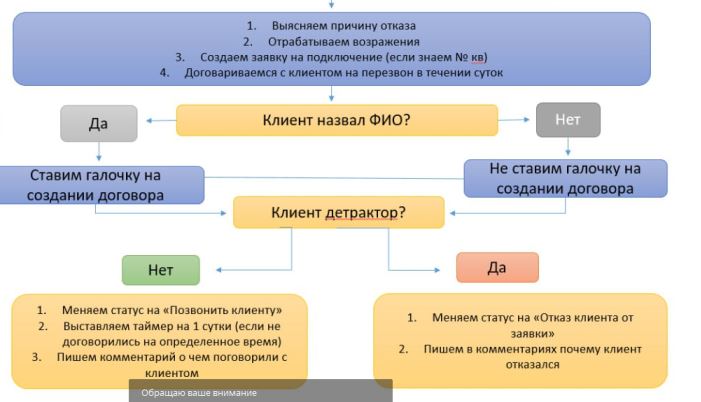 1. Выясняем причину отказа
2. Отрабатываем возражения
3. Создаем заявку на подключение (если знаем № кв)
4. Договариваемся с клиентом на перезвон в течении суток
Клиент назвал ФИО?
Да
Нет
Ставим галочку на
создании договора
Не ставим галочку на
создании договора
Клиент детрактор?
Нет
Да
1. Меняем статус на «Позвонить клиенту»
2. Выставляем таймер на 1 сутки (если не
договорились на определенное время)
3. Пишем комментарий о чем поговорили с
клиентом
1. Меняем статус на «Отказ клиента от
заявки»
2. Пишем в комментариях почему клиент
отказался
Обращаю ваше внимание